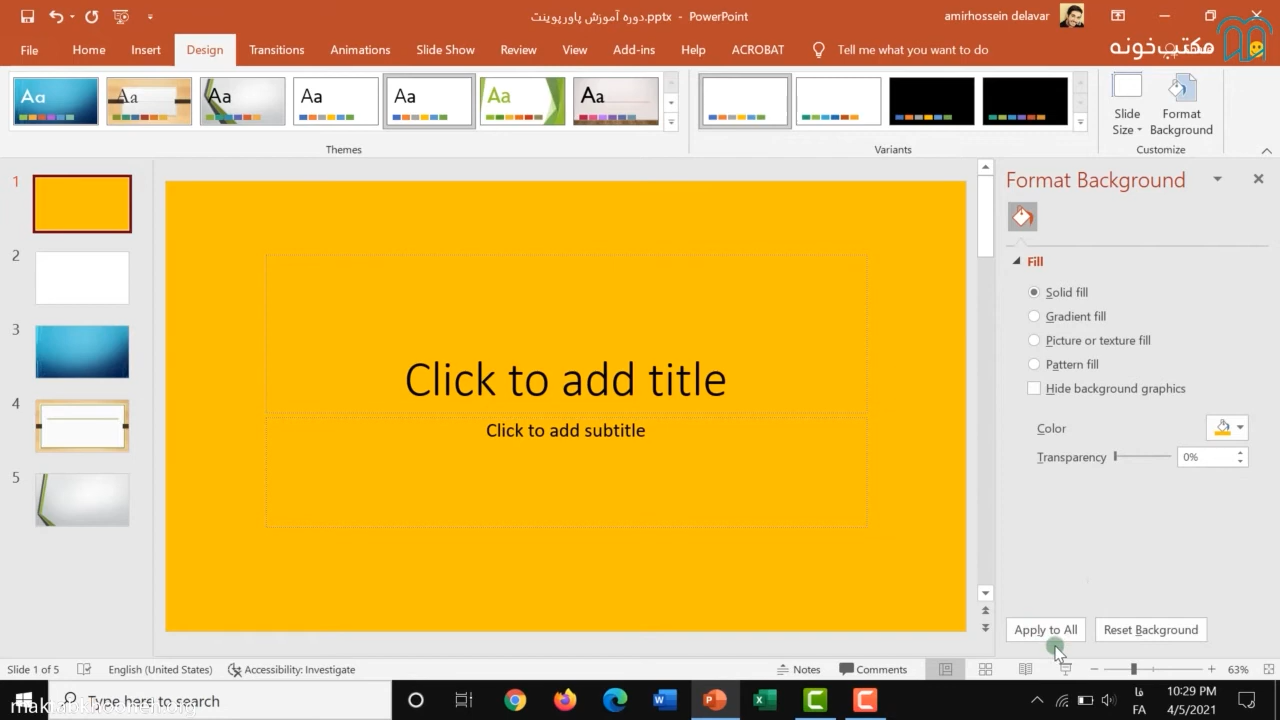 دوره آموزش پاورپوینت.pptx - PowerPoint
amirhossein delavar
File Home Insert Design Transitions Animations Slide Show Review View Add-ins Help ACROBAT Tell me what you want to do
مکتب‌خونه
Aa Aa Aa Aa Aa Aa Aa
Slide Size
Format Background
Themes Variants Customize
1
2
3
4
5
Click to add title
Click to add subtitle
Format Background
Fill
Solid fill
Gradient fill
Picture or texture fill
Pattern fill
Hide background graphics
Color
Transparency 0%
Apply to All Reset Background
Slide 1 of 5 English (United States) Accessibility: Investigate Notes Comments 63%
Type here to search
فا
FA
10:29 PM
4/5/2021